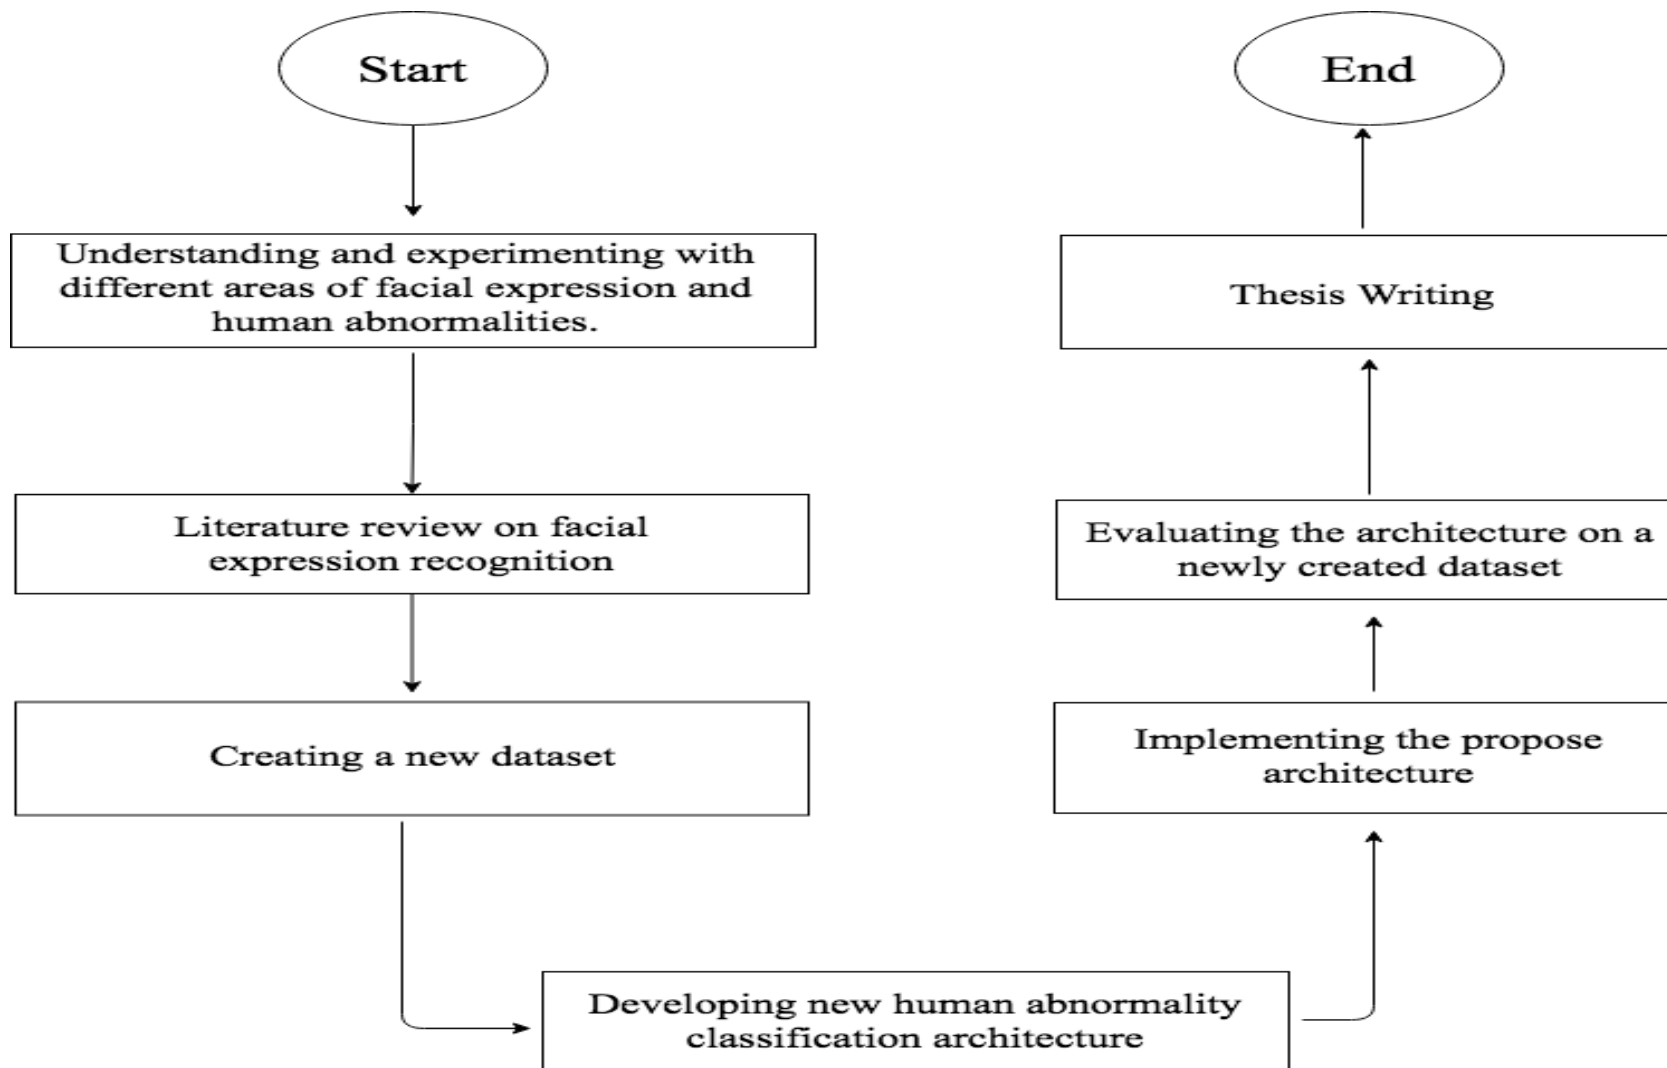 Start
Understanding and experimenting with
different areas of facial expression and
human abnormalities.
Literature review on facial
expression recognition
Creating a new dataset
Developing new human abnormality
classification architecture
Implementing the propose
architecture
Evaluating the architecture on a
newly created dataset
Thesis Writing
End